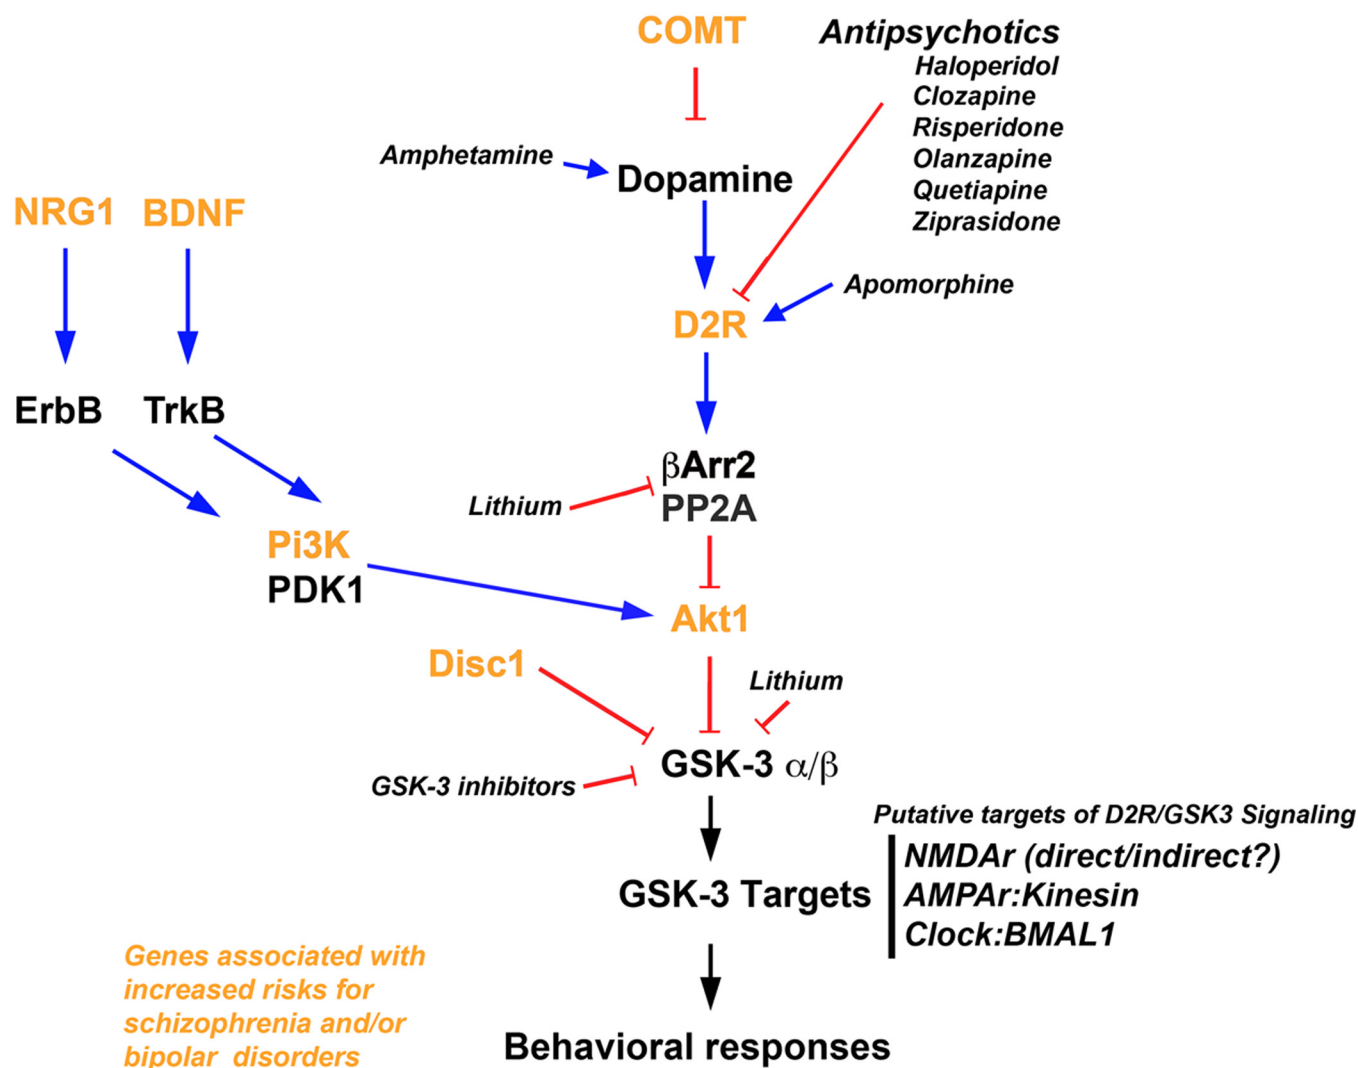 COMT
Antipsychotics
Haloperidol
Clozapine
Risperidone
Olanzapine
Quetiapine
Ziprasidone
Amphetamine
Dopamine
NRG1
BDNF
Apomorphine
D2R
ErbB
TrkB
βArr2
PP2A
Lithium
Pi3K
PDK1
Akt1
Disc1
Lithium
GSK-3 α/β
GSK-3 inhibitors
Putative targets of D2R/GSK3 Signaling
NMDAr (direct/indirect?)
AMPAr:Kinesin
Clock:BMAL1
GSK-3 Targets
Genes associated with
increased risks for
schizophrenia and/or
bipolar disorders
Behavioral responses